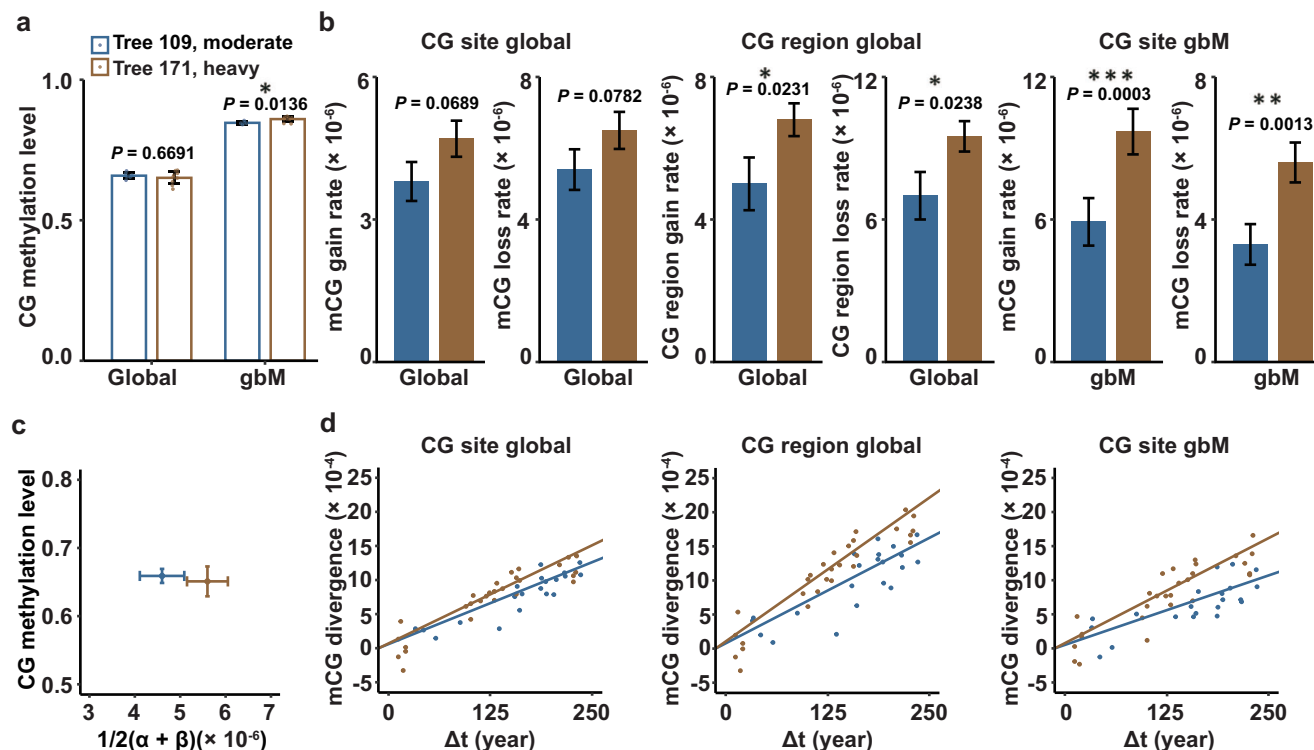 a
Tree 109, moderate
Tree 171, heavy
CG methylation level
1.0
0.5
0.0
P = 0.6691
*
P = 0.0136
Global
gbM
b
CG site global
mCG gain rate (× 10⁻⁶)
6
3
0
P = 0.0689
Global
mCG loss rate (× 10⁻⁶)
8
4
0
P = 0.0782
Global
CG region global
CG region gain rate (× 10⁻⁶)
8
4
0
*
P = 0.0231
Global
CG region loss rate (× 10⁻⁶)
12
6
0
*
P = 0.0238
Global
CG site gbM
mCG gain rate (× 10⁻⁶)
12
6
0
***
P = 0.0003
gbM
mCG loss rate (× 10⁻⁶)
8
4
0
**
P = 0.0013
gbM
c
CG methylation level
0.8
0.7
0.6
0.5
3 4 5 6 7
1/2(α + β)(× 10⁻⁶)
d
CG site global
mCG divergence (× 10⁻⁴)
25
20
15
10
5
0
-5
0 125 250
Δt (year)
CG region global
mCG divergence (× 10⁻⁴)
25
20
15
10
5
0
-5
0 125 250
Δt (year)
CG site gbM
mCG divergence (× 10⁻⁴)
25
20
15
10
5
0
-5
0 125 250
Δt (year)